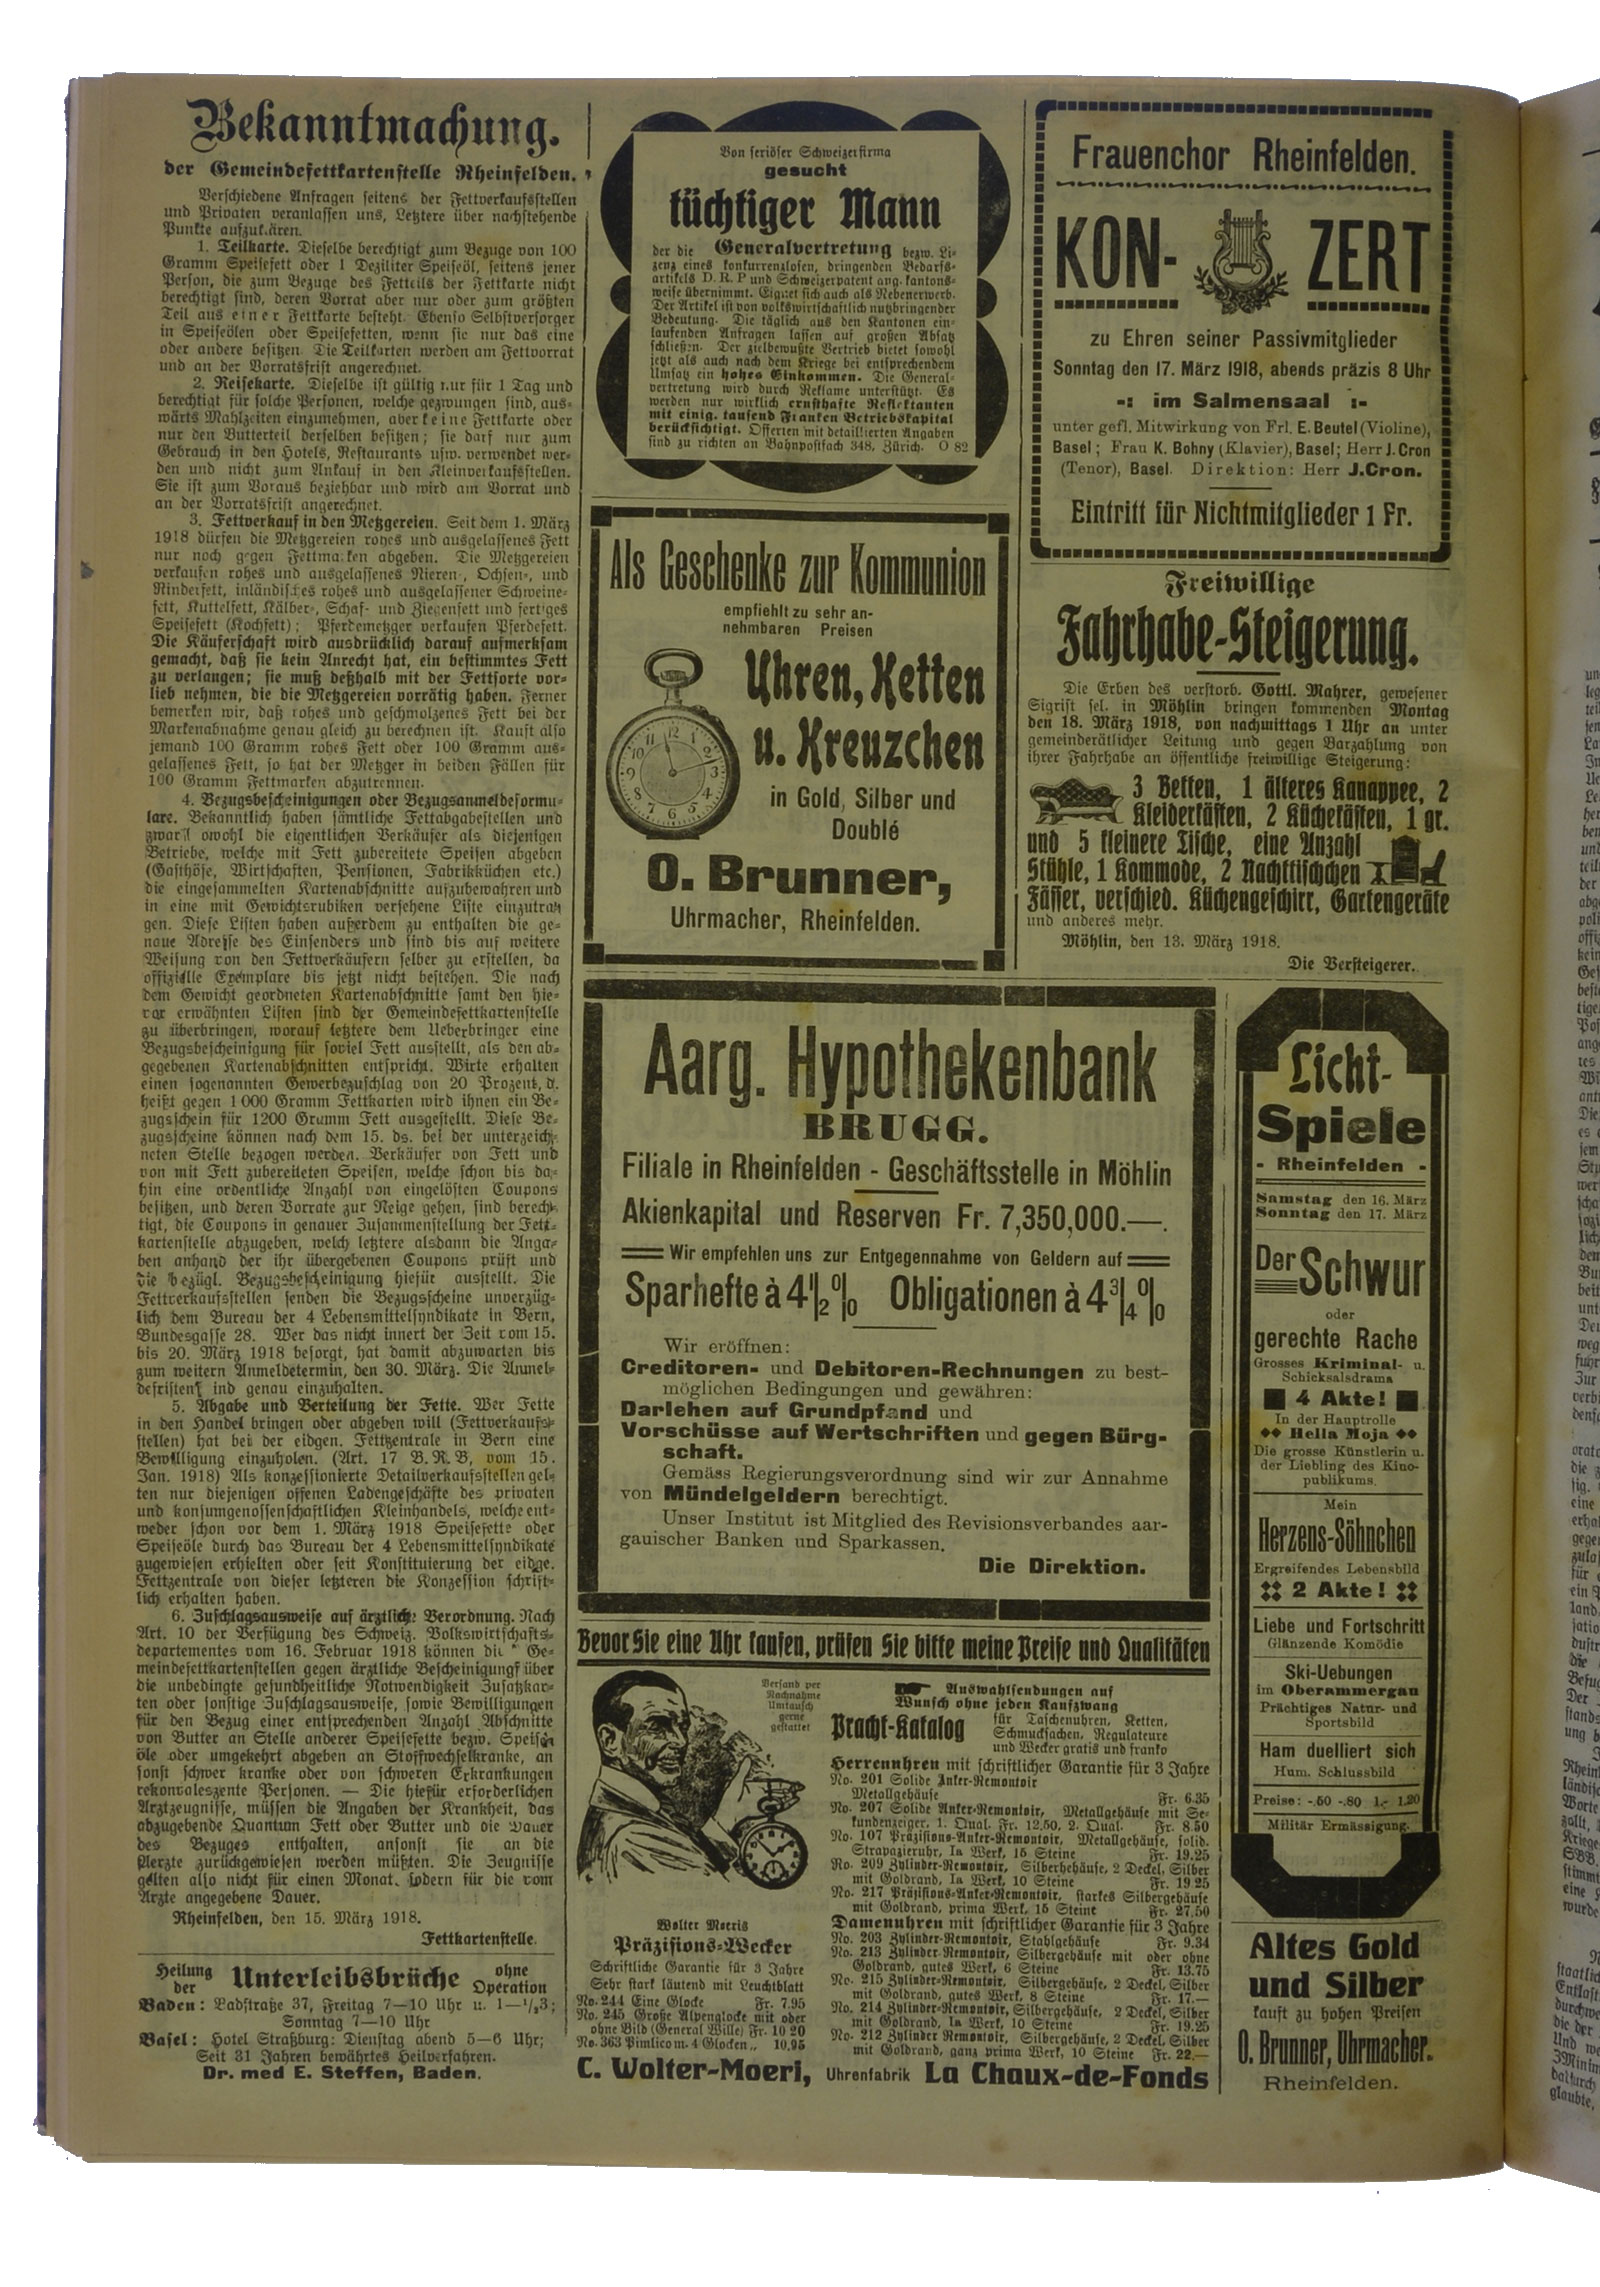 Bekanntmachung.
der Gemeindefettkartenstelle Rheinfelden.
Verschiedene Anfragen seitens der Fettverkaufsstellen
und Privaten veranlassen uns, Letztere über nachstehende
Punkte aufzuklären.
1. Teilkarte. Dieselbe berechtigt zum Bezuge von 100
Gramm Speisefett oder 1 Deziliter Speiseöl, seitens jener
Person, die zum Bezuge des Fetteils der Fettkarte nicht
berechtigt sind, deren Vorrat aber nur oder zum größten
Teil aus einer Fettkarte besteht. Ebenso Selbstversorger
in Speiseölen oder Speisefetten, wenn sie nur das eine
oder andere besitzen. Die Teilkarten werden am Fettvorrat
und an der Vorratsfrist angerechnet.
2. Reisekarte. Dieselbe ist gültig nur für 1 Tag und
berechtigt für solche Personen, welche gezwungen sind, aus-
wärts Mahlzeiten einzunehmen, aber keine Fettkarte oder
nur den Butterteil derselben besitzen; sie darf nur zum
Gebrauch in den Hotels, Restaurants usw. verwendet wer-
den und nicht zum Ankauf in den Kleinverkaufsstellen.
Sie ist zum Voraus beziehbar und wird am Vorrat und
an der Vorratsfrist angerechnet.
3. Fettverkauf in den Metzgereien. Seit dem 1. März
1918 dürfen die Metzgereien rohes und ausgelassenes Fett
nur noch gegen Fettmarken abgeben. Die Metzgereien
verkaufen rohes und ausgelassenes Nieren-, Ochsen-, und
Rinderfett, inländisches rohes und ausgelassener Schweine-
fett, Kuttelfett, Kälber-, Schaf- und Ziegenfett und fertiges
Speisefett (Kochfett); Pferdemetzger verkaufen Pferdefett.
Die Käuferschaft wird ausdrücklich darauf aufmerksam
gemacht, daß sie kein Anrecht hat, ein bestimmtes Fett
zu verlangen; sie muß deßhalb mit der Fettsorte vor-
lieb nehmen, die die Metzgereien vorrätig haben. Ferner
bemerken wir, daß rohes und geschmolzenes Fett bei der
Markenabnahme genau gleich zu berechnen ist. Kauft also
jemand 100 Gramm rohes Fett oder 100 Gramm aus-
gelassenes Fett, so hat der Metzger in beiden Fällen für
100 Gramm Fettmarken abzutrennen.
4. Bezugsbescheinigungen oder Bezugsanmeldeformu-
lare. Bekanntlich haben sämtliche Fettabgabestellen und
zwar sowohl die eigentlichen Verkäufer als diejenigen
Betriebe, welche mit Fett zubereitete Speisen abgeben
(Gasthöfe, Wirtschaften, Pensionen, Fabrikküchen etc.)
die eingesammelten Kartenabschnitte aufzubewahren und
in eine mit Gewichtsrubiken versehene Liste einzutra
gen. Diese Listen haben außerdem zu enthalten die ge-
naue Adresse des Einsenders und sind bis auf weitere
Weisung von den Fettverkäufern selber zu erstellen, da
offizielle Exemplare bis jetzt nicht bestehen. Die nach
dem Gewicht geordneten Kartenabschnitte samt den hie-
vor erwähnten Listen sind der Gemeindefettkartenstelle
zu überbringen, worauf letztere dem Ueberbringer eine
Bezugsbescheinigung für soviel Fett ausstellt, als den ab-
gegebenen Kartenabschnitten entspricht. Wirte erhalten
einen sogenannten Gewerbezuschlag von 20 Prozent, d.
heißt gegen 1000 Gramm Fettkarten wird ihnen ein Be-
zugsschein für 1200 Gramm Fett ausgestellt. Diese Be-
zugsscheine können nach dem 15. ds. bei der unterzeich-
neten Stelle bezogen werden. Verkäufer von Fett und
von mit Fett zubereiteten Speisen, welche schon bis da-
hin eine ordentliche Anzahl von eingelösten Coupons
besitzen, und deren Vorrate zur Neige gehen, sind berech-
tigt, die Coupons in genauer Zusammenstellung der Fett-
kartenstelle abzugeben, welch letztere alsdann die Anga-
ben anhand der ihr übergebenen Coupons prüft und
die bezügl. Bezugsbescheinigung hiefür ausstellt. Die
Fettverkaufsstellen senden die Bezugsscheine unverzüg-
lich dem Bureau der 4 Lebensmittelsyndikate in Bern,
Bundesgasse 28. Wer das nicht innert der Zeit vom 15.
bis 20. März 1918 besorgt, hat damit abzuwarten bis
zum weitern Anmeldetermin, den 30. März. Die Anmel-
defristen sind genau einzuhalten.
5. Abgabe und Verteilung der Fette. Wer Fette
in den Handel bringen oder abgeben will (Fettverkaufs-
stellen) hat bei der eidgen. Fettzentrale in Bern eine
Bewilligung einzuholen. (Art. 17 B.R.B, vom 15.
Jan. 1918) Als konzessionierte Detailverkaufsstellen gel-
ten nur diejenigen offenen Ladengeschäfte des privaten
und konsumgenossenschaftlichen Kleinhandels, welche ent-
weder schon vor dem 1. März 1918 Speisefette oder
Speiseöle durch das Bureau der 4 Lebensmittelsyndikate
zugewiesen erhielten oder seit Konstituierung der eidge.
Fettzentrale von dieser letzteren die Konzession schrift-
lich erhalten haben.
6. Zuschlagsausweise auf ärztliche Verordnung. Nach
Art. 10 der Verfügung des Schweiz. Volkswirtschafts-
departementes vom 16. Februar 1918 können die Ge-
meindefettkartenstellen gegen ärztliche Bescheinigung über
die unbedingte gesundheitliche Notwendigkeit Zusatzkar-
ten oder sonstige Zuschlagsausweise, sowie Bewilligungen
für den Bezug einer entsprechenden Anzahl Abschnitte
von Butter an Stelle anderer Speisefette bezw. Speise
öle oder umgekehrt abgeben an Stoffwechselkranke, an
sonst schwer kranke oder von schweren Erkrankungen
rekonvaleszente Personen. — Die hiefür erforderlichen
Arztzeugnisse, müssen die Angaben der Krankheit, das
abzugebende Quantum Fett oder Butter und die Dauer
des Bezuges enthalten, ansonst sie an die
Aerzte zurückgewiesen werden müßten. Die Zeugnisse
gelten also nicht für einen Monat, sodern für die vom
Arzte angegebene Dauer.
Rheinfelden, den 15. März 1918.
Fettkartenstelle.
Heilung der Unterleibsbrüche ohne Operation
Baden: Ladstraße 37, Freitag 7—10 Uhr u. 1—1/23;
Sonntag 7—10 Uhr
Basel: Hotel Straßburg: Dienstag abend 5—6 Uhr;
Seit 31 Jahren bewährtes Heilverfahren.
Dr. med E. Steffen, Baden.
Von seriöser Schweizerfirma
gesucht
tüchtiger Mann
der die Generalvertretung bezw. Li-
zenz eines konkurrenzlosen, dringenden Bedarfs-
artikels D.R.P und Schweizerpatent ang. kantons-
weise übernimmt. Eignet sich auch als Nebenerwerb.
Der Artikel ist von volkswirtschaftlich nutzbringender
Bedeutung. Die täglich aus den Kantonen ein-
laufenden Anfragen lassen auf großen Absatz
schließen. Der zielbewußte Vertrieb bietet sowohl
jetzt als auch nach dem Kriege bei entsprechendem
Umsatz ein hohes Einkommen. Die General-
vertretung wird durch Reklame unterstützt. Es
werden nur wirklich ernsthafte Reflektanten
mit einig. tausend Franken Betriebskapital
berücksichtigt. Offerten mit detaillierten Angaben
sind zu richten an Bahnpostfach 348, Zürich. O 82
Als Geschenke zur Kommunion
empfiehlt zu sehr an-
nehmbaren Preisen
Uhren, Ketten
u. Kreuzchen
in Gold, Silber und
Doublé
O. Brunner,
Uhrmacher, Rheinfelden.
Frauenchor Rheinfelden.
KON-ZERT
zu Ehren seiner Passivmitglieder
Sonntag den 17. März 1918, abends präzis 8 Uhr
-: im Salmensaal :-
unter gefl. Mitwirkung von Frl. E. Beutel (Violine),
Basel; Frau K. Bohny (Klavier), Basel; Herr J. Cron
(Tenor), Basel. Direktion: Herr J. Cron.
Eintritt für Nichtmitglieder 1 Fr.
Freiwillige
Fahrhabe-Steigerung.
Die Erben des verstorb. Gottl. Mahrer, gewesener
Sigrist sel. in Möhlin bringen kommenden Montag
den 18. März 1918, von nachmittags 1 Uhr an unter
gemeinderätlicher Leitung und gegen Barzahlung von
ihrer Fahrhabe an öffentliche freiwillige Steigerung:
3 Betten, 1 älteres Kanappee, 2
Kleiderkästen, 2 Küchekästen, 1 gr.
und 5 kleinere Tische, eine Anzahl
Stühle, 1 Kommode, 2 Nachttischchen
Fässer, verschied. Küchengeschirr, Gartengeräte
und anderes mehr.
Möhlin, den 13. März 1918.
Die Versteigerer.
Aarg. Hypothekenbank
BRUGG.
Filiale in Rheinfelden - Geschäftsstelle in Möhlin
Akienkapital und Reserven Fr. 7,350,000.—.
Wir empfehlen uns zur Entgegennahme von Geldern auf
Sparhefte à 4 1/2 % Obligationen à 4 3/4 %
Wir eröffnen:
Creditoren- und Debitoren-Rechnungen zu best-
möglichen Bedingungen und gewähren:
Darlehen auf Grundpfand und
Vorschüsse auf Wertschriften und gegen Bürg-
schaft.
Gemäss Regierungsverordnung sind wir zur Annahme
von Mündelgeldern berechtigt.
Unser Institut ist Mitglied des Revisionsverbandes aar-
gauischer Banken und Sparkassen.
Die Direktion.
Bevor Sie eine Uhr kaufen, prüfen Sie bitte meine Preise und Qualitäten
Versand per
Nachnahme
Umtausch
gerne
gestattet
Wolter Moeris
Präzisions-Wecker
Schriftliche Garantie für 3 Jahre
Sehr stark läutend mit Leuchtblatt
No. 244 Eine Glocke Fr. 7.95
No. 245 Große Alpenglocke mit oder
ohne Bild (General Wille) Fr. 10 20
No. 363 Pimlico m. 4 Glocken „ 10.95
Auswahlsendungen auf
Wunsch ohne jeden Kaufzwang
Pracht-Katalog
für Taschenuhren, Ketten,
Schmucksachen, Regulateure
und Wecker gratis und franko
Herrenuhren mit schriftlicher Garantie für 3 Jahre
No. 201 Solide Anker-Remontoir
Metallgehäuse Fr. 6.35
No. 207 Solide Anker-Remontoir, Metallgehäuse mit Se-
kundenzeiger, 1. Qual. Fr. 12.50, 2. Qual. Fr. 8.50
No. 107 Präzisions-Anker-Remontoir, Metallgehäuse, solid.
Strapazieruhr, Ia Werk, 15 Steine Fr. 19.25
No. 209 Zylinder-Remontoir, Silberhehäuse, 2 Deckel, Silber
mit Goldrand, Ia Werk, 10 Steine Fr. 19 25
No. 217 Präzisions-Anker-Remontoir, starkes Silbergehäuse
mit Goldrand, prima Werk, 15 Steine Fr. 27.50
Damenuhren mit schriftlicher Garantie für 3 Jahre
No. 203 Zylinder-Remontoir, Stahlgehäuse Fr. 9.34
No. 213 Zylinder Remontoir, Silbergehäuse mit oder ohne
Goldrand, gutes Werk, 6 Steine Fr. 13.75
No. 215 Zylinder-Remontoir, Silbergehäuse, 2 Deckel, Silber
mit Goldrand, gutes Werk, 8 Steine Fr. 17.—
No. 214 Zylinder-Remontoir, Silbergehäuse, 2 Deckel, Silber
mit Goldrand, Ia Werk, 10 Steine Fr. 19.25
No. 212 Zylinder Remontoir, Silbergehäuse, 2 Deckel, Silber
mit Goldrand, ganz prima Werk, 10 Steine Fr. 22.—
C. Wolter-Moeri, Uhrenfabrik La Chaux-de-Fonds
Licht-
Spiele
- Rheinfelden -
Samstag den 16. März
Sonntag den 17. März
Der Schwur
oder
gerechte Rache
Grosses Kriminal- u.
Schicksalsdrama
4 Akte!
In der Hauptrolle
Hella Moja
Die grosse Künstlerin u.
der Liebling des Kino-
publikums.
Mein
Herzens-Söhnchen
Ergreifendes Lebensbild
2 Akte!
Liebe und Fortschritt
Glänzende Komödie
Ski-Uebungen
im Oberammergau
Prächtiges Natur- und
Sportsbild
Ham duelliert sich
Hum. Schlussbild
Preise: -.50 -.80 1.- 1.20
Militär Ermässigung.
Altes Gold
und Silber
kauft zu hohen Preisen
O. Brunner, Uhrmacher.
Rheinfelden.